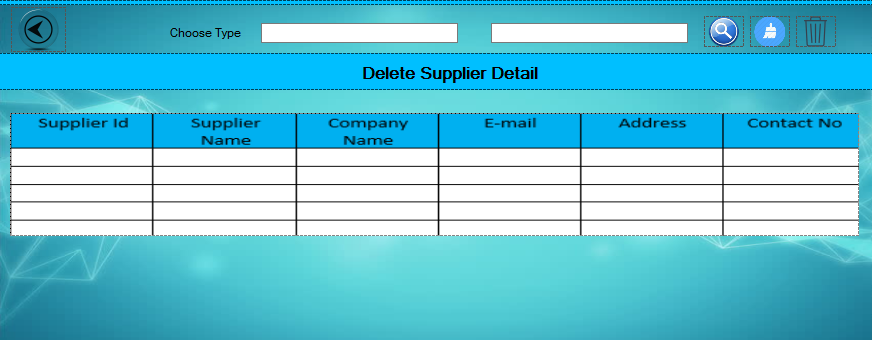 Choose Type
Delete Supplier Detail
Supplier Id
Supplier
Name
Company
Name
E-mail
Address
Contact No